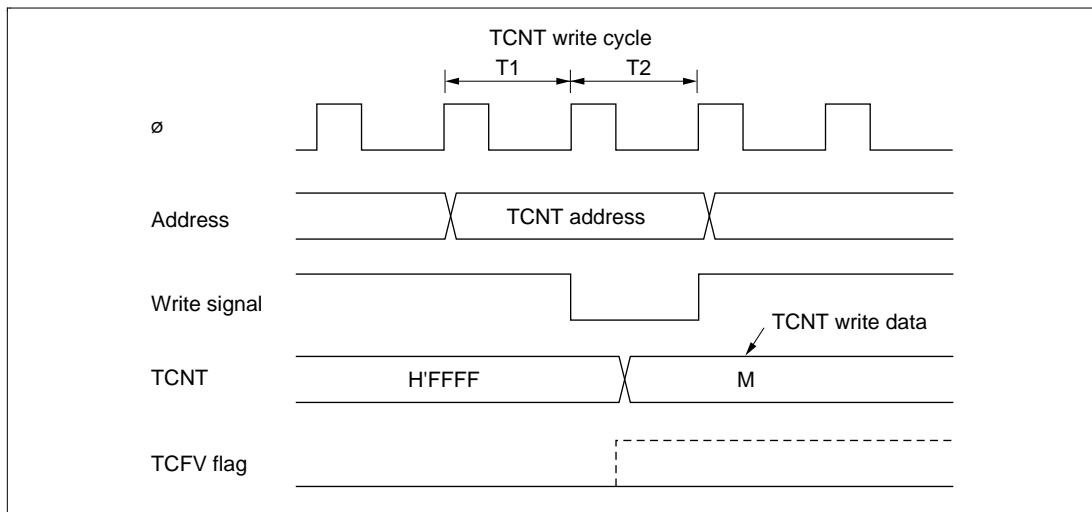 TCNT write cycle
T1 T2
ø
Address TCNT address
Write signal
TCNT write data
TCNT H'FFFF M
TCFV flag